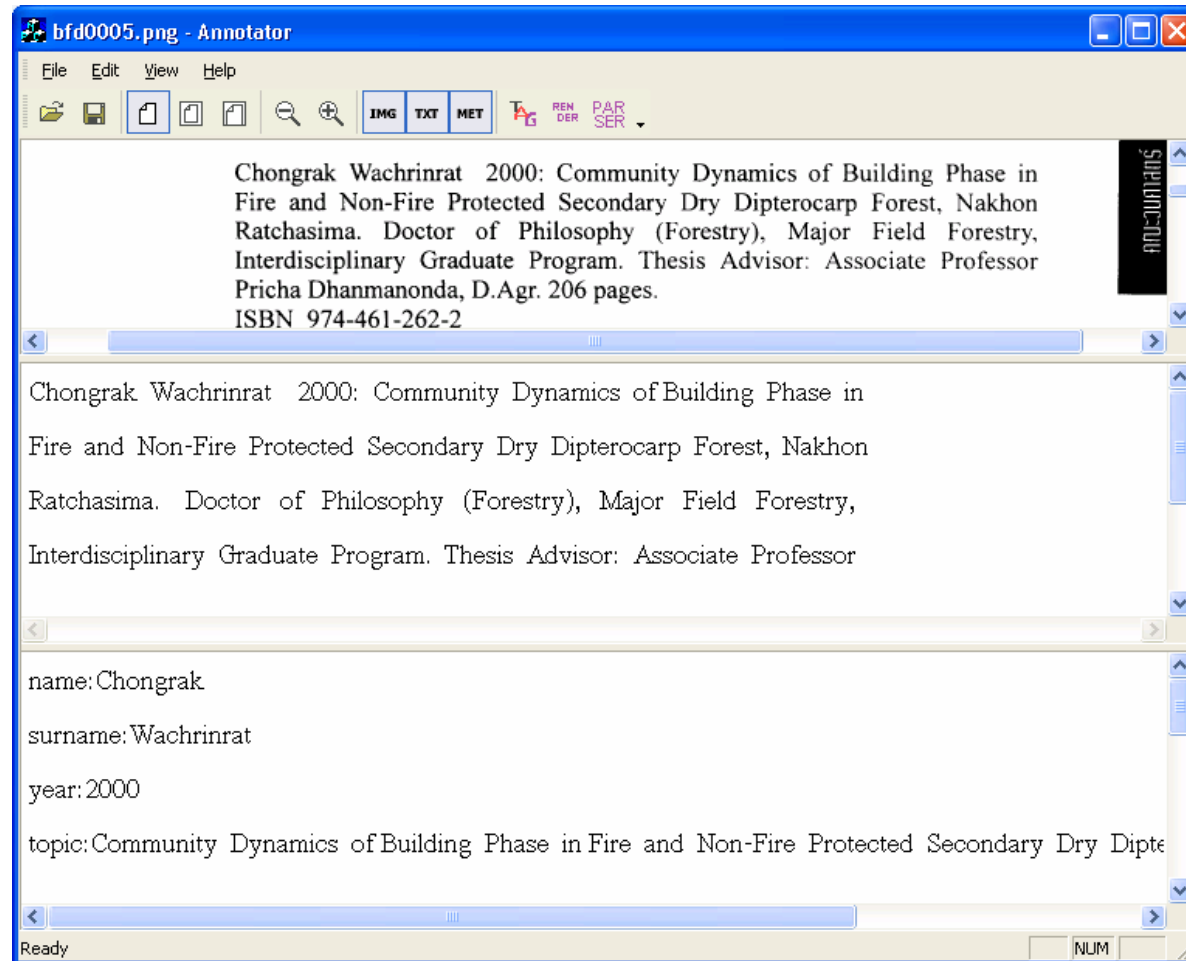 bfd0005.png - Annotator
File Edit View Help
IMG TXT MET TAG RENDER PARSER
Chongrak Wachrinrat 2000: Community Dynamics of Building Phase in
Fire and Non-Fire Protected Secondary Dry Dipterocarp Forest, Nakhon
Ratchasima. Doctor of Philosophy (Forestry), Major Field Forestry,
Interdisciplinary Graduate Program. Thesis Advisor: Associate Professor
Pricha Dhanmanonda, D.Agr. 206 pages.
ISBN 974-461-262-2
Chongrak Wachrinrat 2000: Community Dynamics of Building Phase in
Fire and Non-Fire Protected Secondary Dry Dipterocarp Forest, Nakhon
Ratchasima. Doctor of Philosophy (Forestry), Major Field Forestry,
Interdisciplinary Graduate Program. Thesis Advisor: Associate Professor
name:Chongrak
surname:Wachrinrat
year:2000
topic:Community Dynamics of Building Phase in Fire and Non-Fire Protected Secondary Dry Dipte
Ready NUM